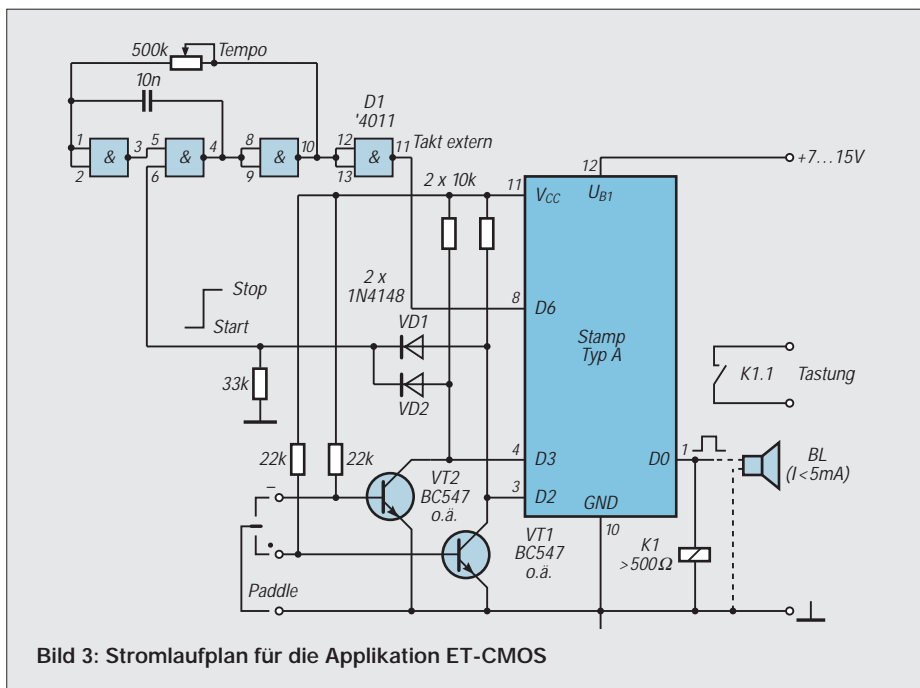 500k
Tempo
10n
D1
'4011
1
2
&
3
5
6
&
4
8
9
&
10
12
13
&
11
Takt extern
2 x 10k
11
VCC
12
UB1
+7...15V
2 x
1N4148
Stop
Start
8
D6
Stamp
Typ A
VD1
VD2
33k
K1.1
Tastung
22k
22k
4
D3
D0
1
BL
(I<5mA)
VT2
BC547
o.ä.
3
D2
GND
10
–
•
Paddle
VT1
BC547
o.ä.
K1
>500Ω
Bild 3: Stromlaufplan für die Applikation ET-CMOS